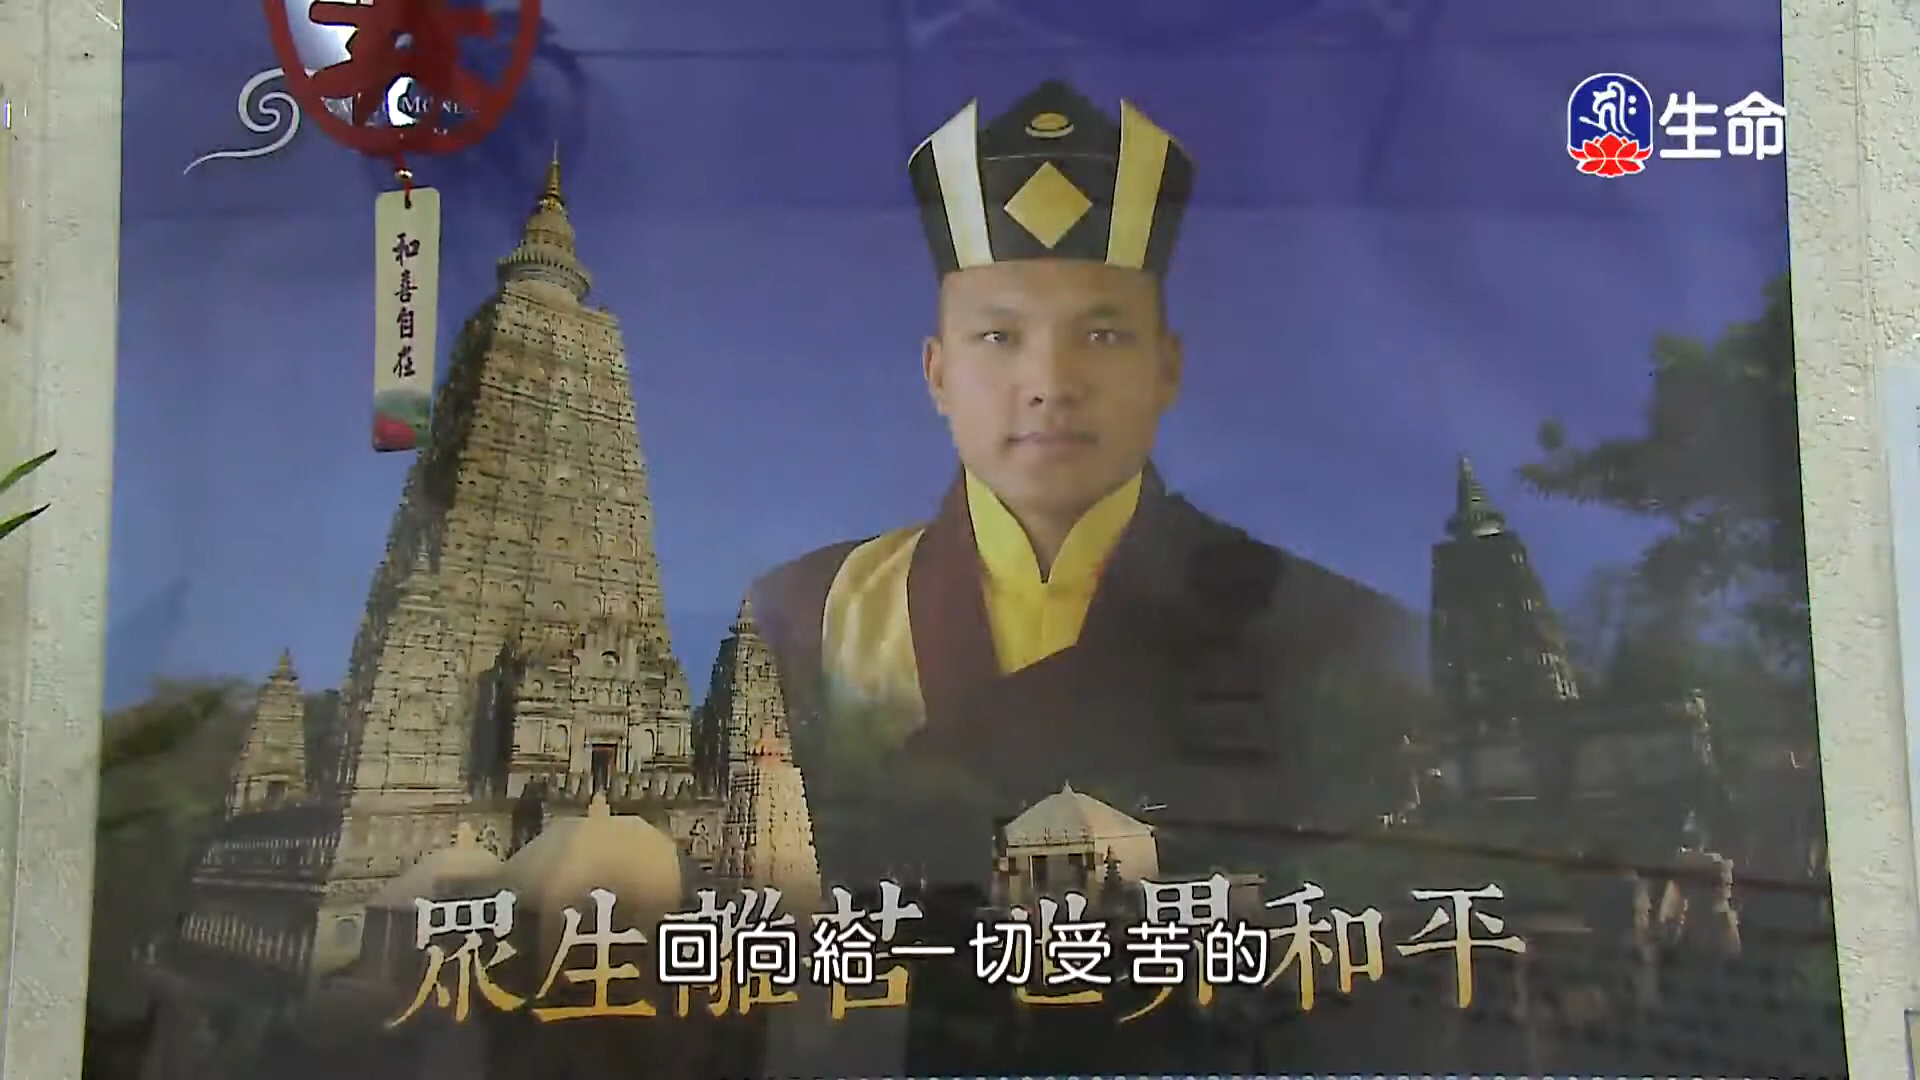 生命
和喜自在
眾生離苦 世界和平
回向給一切受苦的